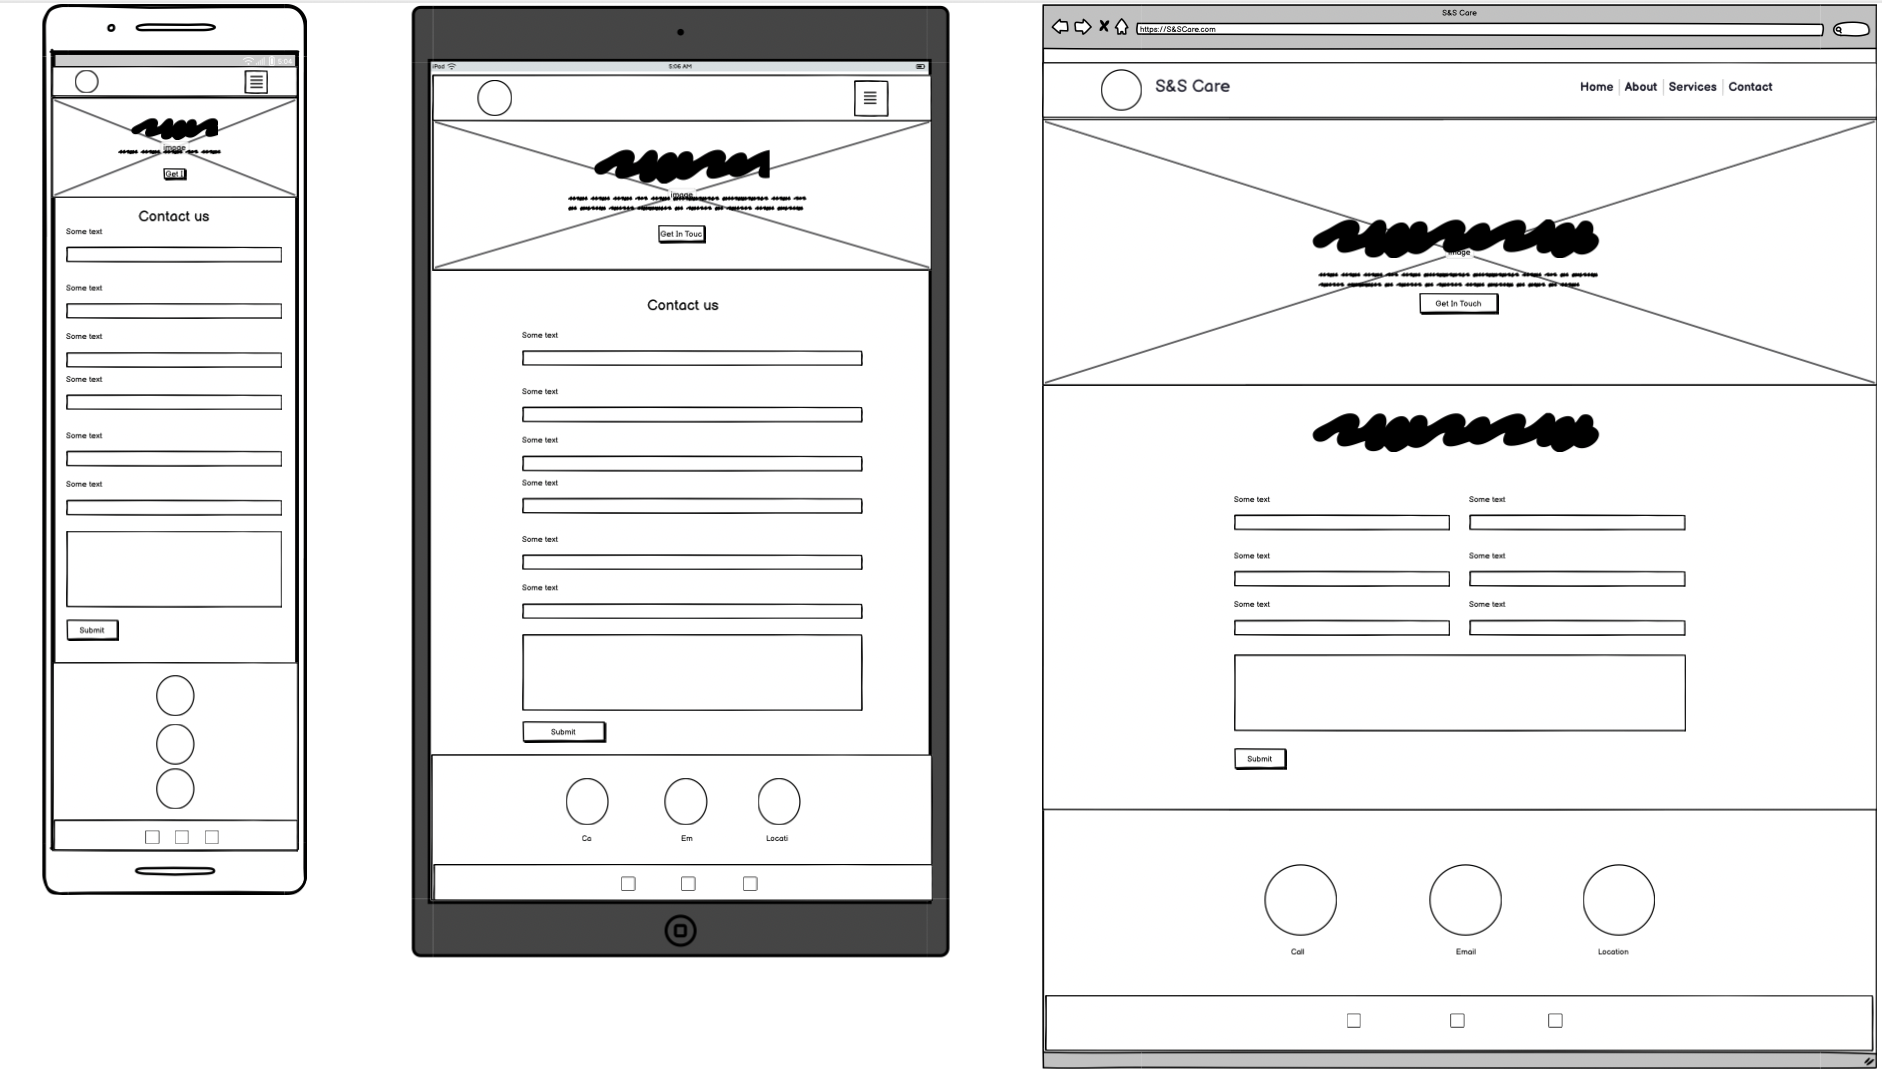 5:04
image
Get I
Contact us
Some text
Some text
Some text
Some text
Some text
Some text
Submit
iPad
5:06 AM
image
Get In Touc
Contact us
Some text
Some text
Some text
Some text
Some text
Some text
Submit
Ca
Em
Locati
S&S Care
https://S&SCare.com
S&S Care
Home
About
Services
Contact
image
Get In Touch
Some text
Some text
Some text
Some text
Some text
Some text
Submit
Call
Email
Location